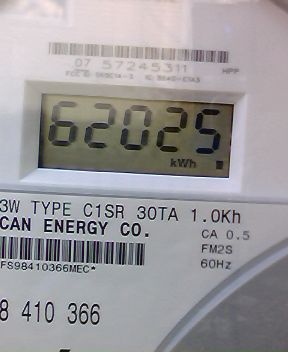 07 57245311
HPP
62025
kWh
3W TYPE C1SR 30TA 1.0Kh
CAN ENERGY CO.
CA 0.5
FM2S
60Hz
FS98410366MEC*
8 410 366